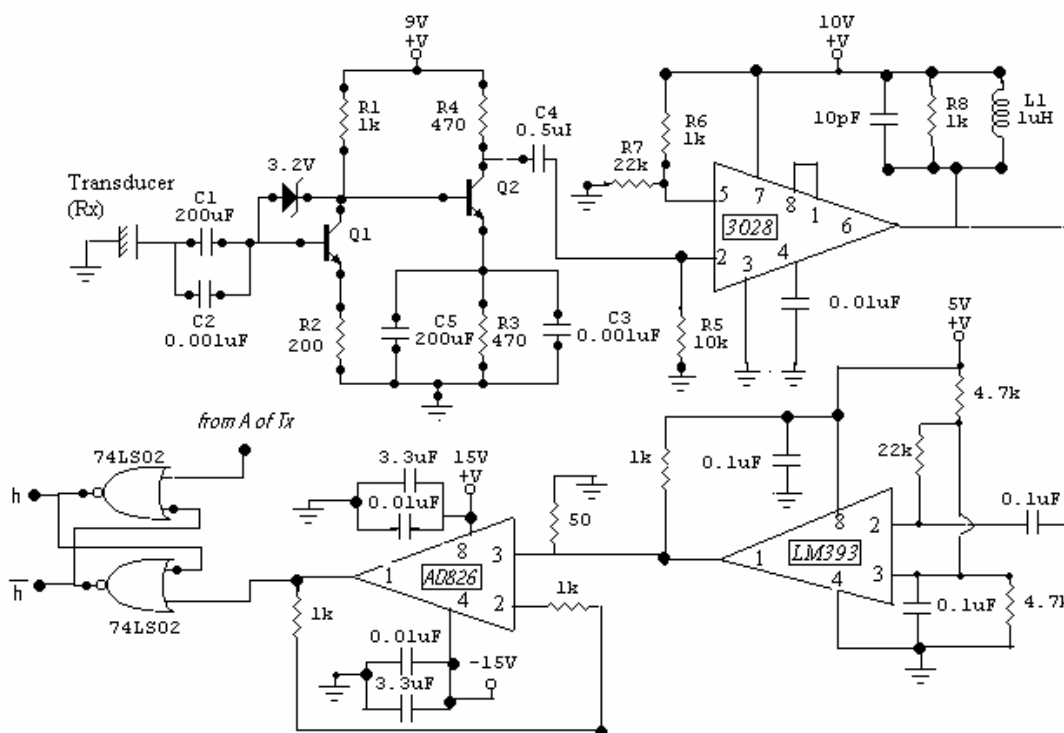 9V
+V
10V
+V
R1
1k
R4
470
C4
0.5uF
R6
1k
R7
22k
10pF
R8
1k
L1
1uH
3.2V
Transducer
(Rx)
C1
200uF
Q1
Q2
5
7
8
1
6
3028
2
3
4
C2
0.001uF
R2
200
C5
200uF
R3
470
C3
0.001uF
R5
10k
0.01uF
5V
+V
4.7k
from A of Tx
74LS02
h
3.3uF
15V
+V
0.01uF
1k
0.1uF
22k
0.1uF
50
8
3
1
AD826
2
4
1k
8
2
1
LM393
3
4
0.1uF
4.7k
h
74LS02
1k
0.01uF
-15V
3.3uF